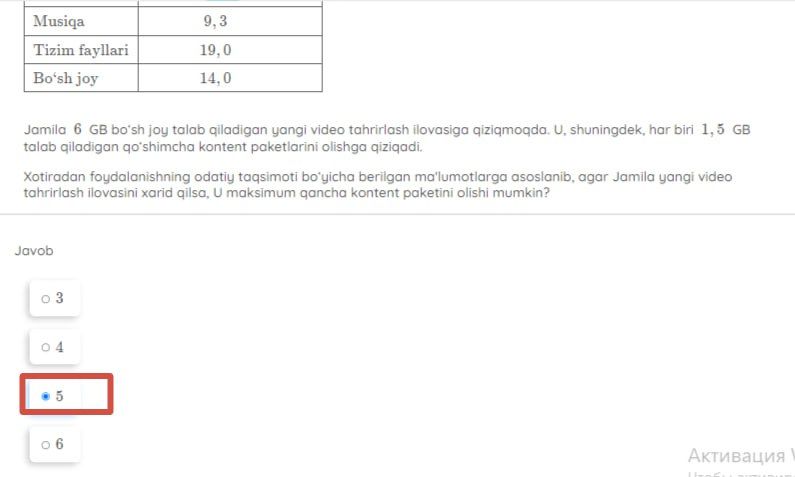 Musiqa 9,3
Tizim fayllari 19,0
Bo‘sh joy 14,0
Jamila 6 GB bo‘sh joy talab qiladigan yangi video tahrirlash ilovasiga qiziqmoqda. U, shuningdek, har biri 1,5 GB
talab qiladigan qo‘shimcha kontent paketlarini olishga qiziqadi.
Xotiradan foydalanishning odatiy taqsimoti bo‘yicha berilgan ma'lumotlarga asoslanib, agar Jamila yangi video
tahrirlash ilovasini xarid qilsa, U maksimum qancha kontent paketini olishi mumkin?
Javob
3
4
5
6
Активация